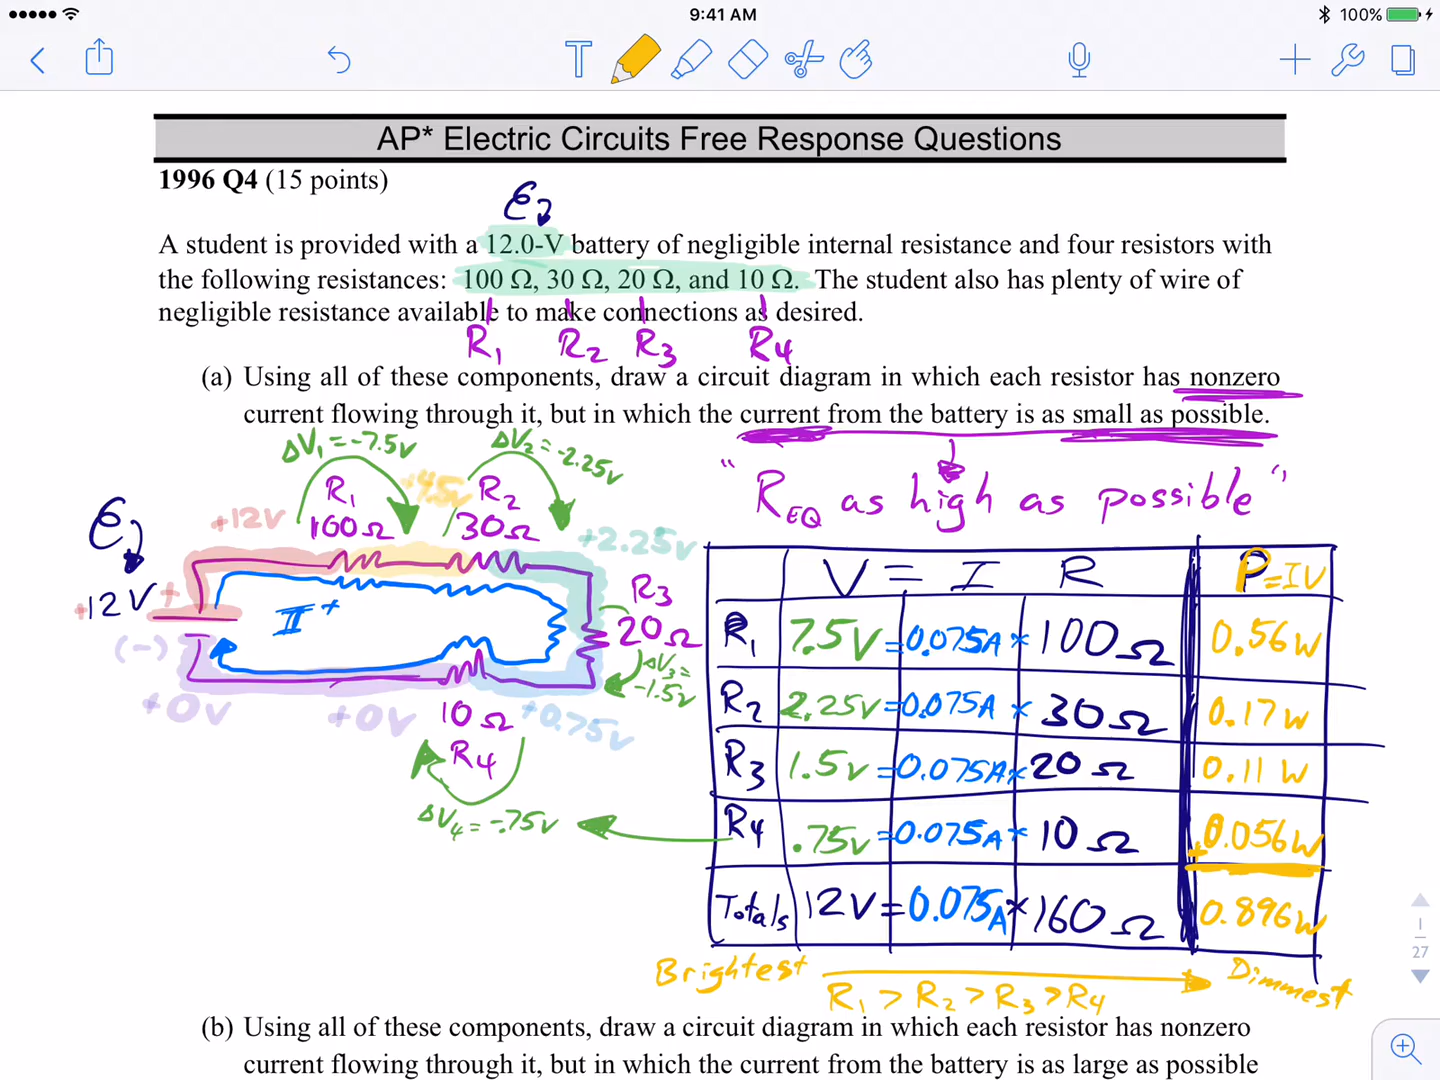 9:41 AM
100%
T
AP* Electric Circuits Free Response Questions
1996 Q4 (15 points)
ε
A student is provided with a 12.0-V battery of negligible internal resistance and four resistors with
the following resistances: 100 Ω, 30 Ω, 20 Ω, and 10 Ω. The student also has plenty of wire of
negligible resistance available to make connections as desired.
R₁ R₂ R₃ R₄
(a) Using all of these components, draw a circuit diagram in which each resistor has nonzero
current flowing through it, but in which the current from the battery is as small as possible.
"REQ as high as possible"
ΔV₁ = -7.5V
ΔV₂ = -2.25V
R₁
100Ω
+4.5V
R₂
30Ω
+12V
+2.25V
ε
+12V +
(-)
I +
R₃
20Ω
ΔV₃ =
-1.5V
+0V
+0V
10Ω
R₄
+0.75V
ΔV₄ = -.75V
V = I R P=IV
R₁ 7.5V = 0.075A × 100Ω 0.56W
R₂ 2.25V = 0.075A × 30Ω 0.17W
R₃ 1.5V = 0.075A × 20Ω 0.11W
R₄ .75V = 0.075A × 10Ω +0.056W
Totals 12V = 0.075A × 160Ω 0.896W
Brightest Dimmest
R₁ > R₂ > R₃ > R₄
1
27
(b) Using all of these components, draw a circuit diagram in which each resistor has nonzero
current flowing through it, but in which the current from the battery is as large as possible